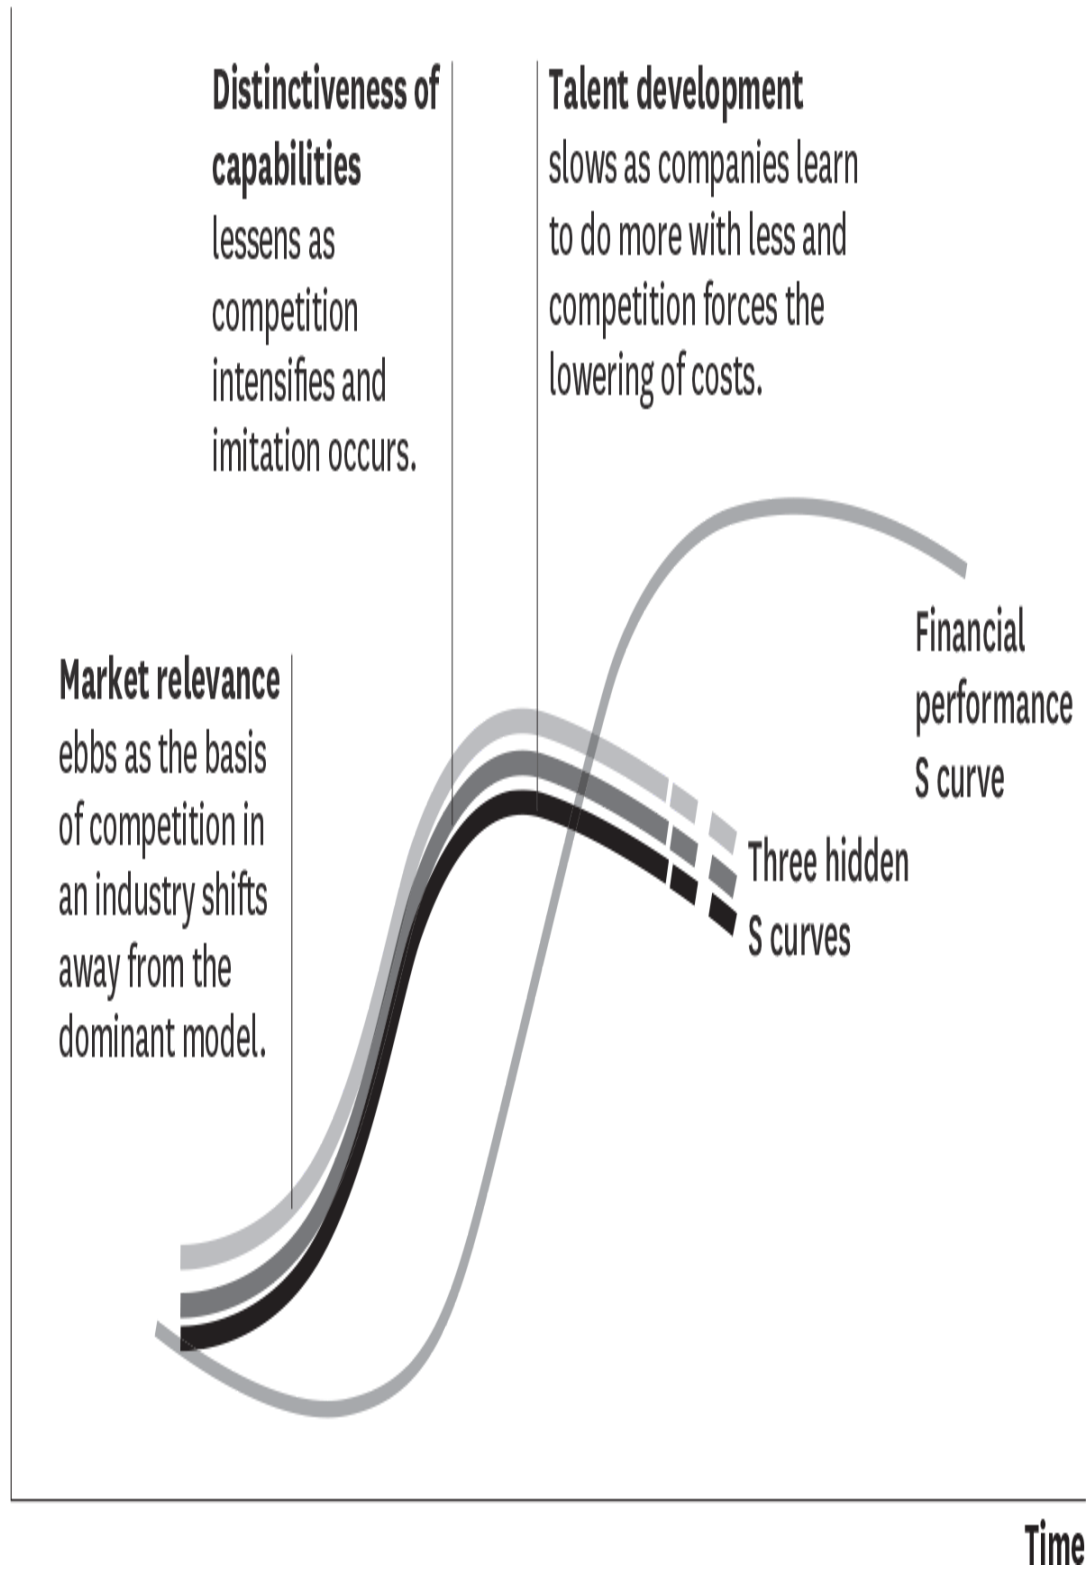 Distinctiveness of
capabilities
lessens as
competition
intensifies and
imitation occurs.
Talent development
slows as companies learn
to do more with less and
competition forces the
lowering of costs.
Market relevance
ebbs as the basis
of competition in
an industry shifts
away from the
dominant model.
Financial
performance
S curve
Three hidden
S curves
Time